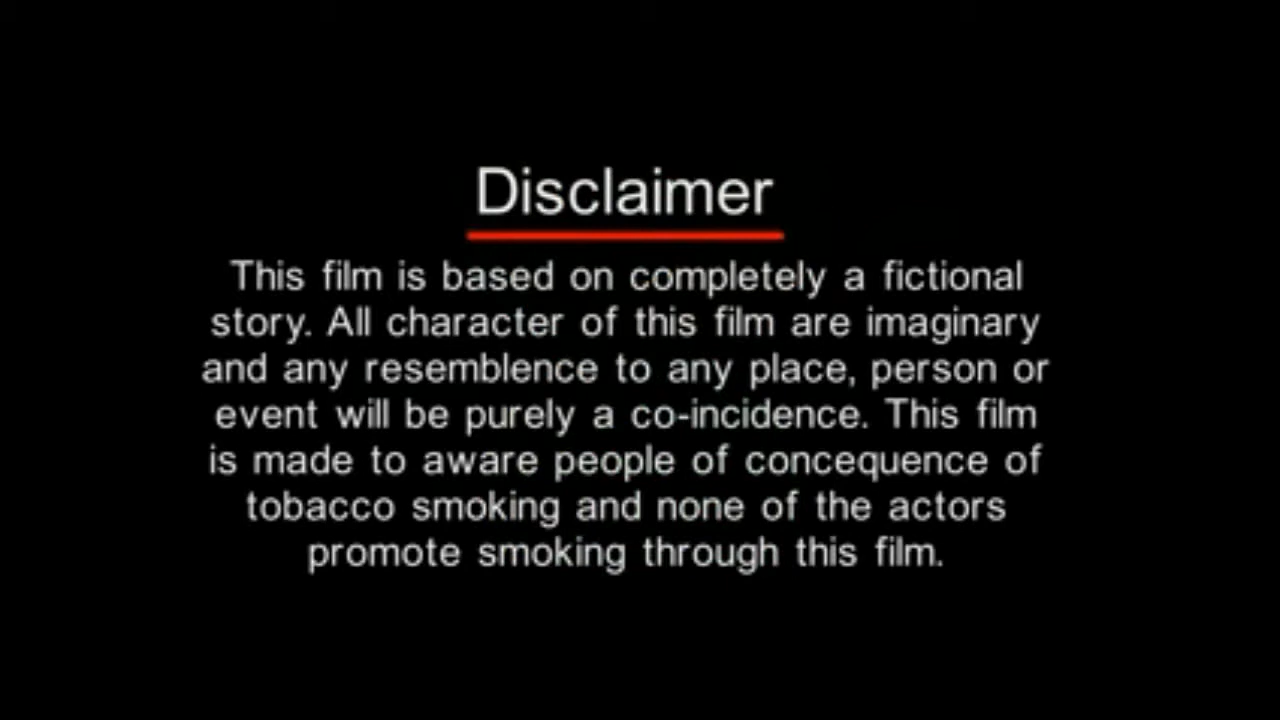 Disclaimer
This film is based on completely a fictional
story. All character of this film are imaginary
and any resemblence to any place, person or
event will be purely a co-incidence. This film
is made to aware people of concequence of
tobacco smoking and none of the actors
promote smoking through this film.